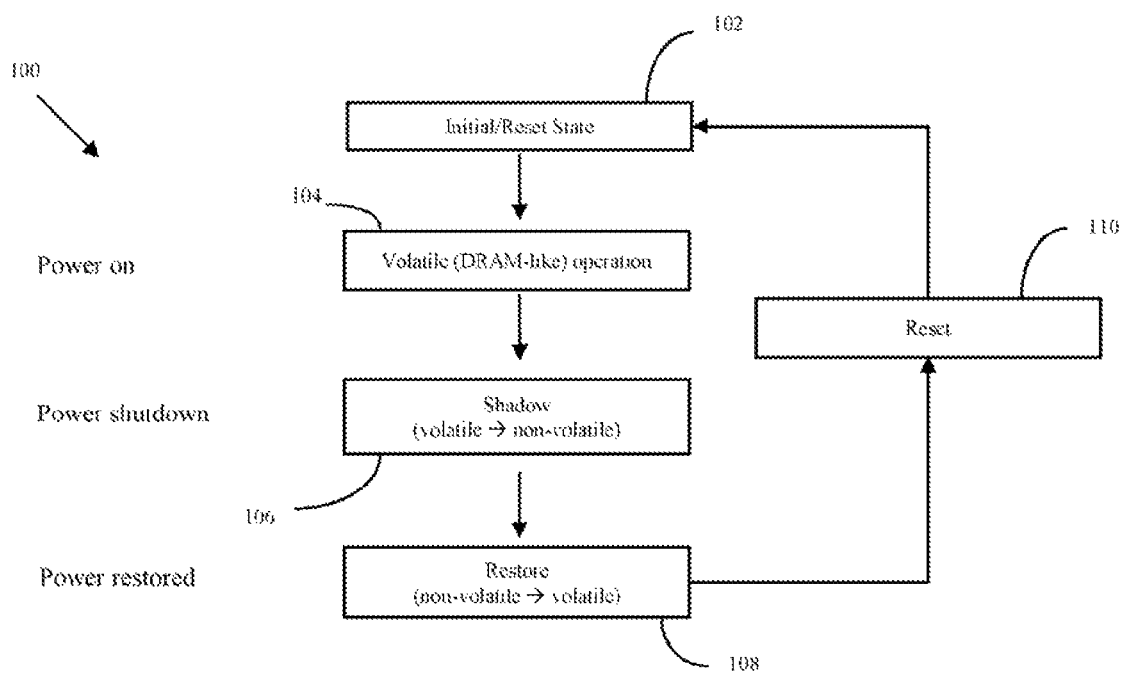 102
100
Initial/Reset State
104
110
Power on
Volatile (DRAM-like) operation
Reset
Power shutdown
Shadow
(volatile → non-volatile)
106
Power restored
Restore
(non-volatile → volatile)
108